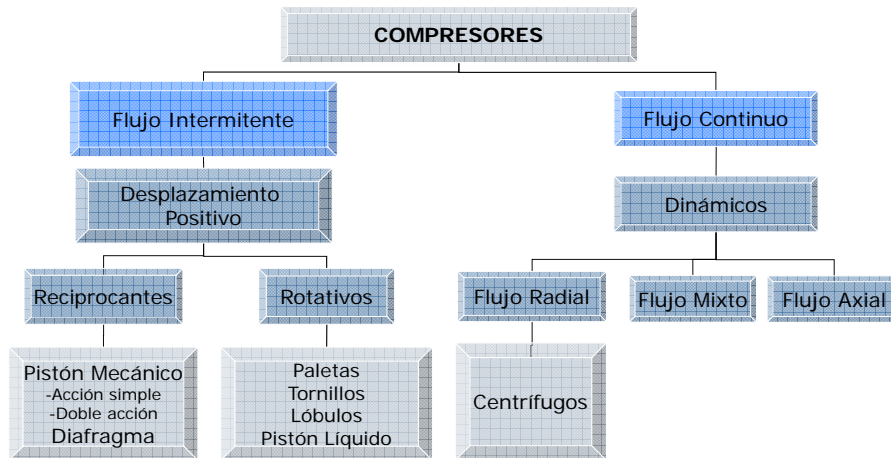 COMPRESORES
Flujo Intermitente
Flujo Continuo
Desplazamiento
Positivo
Dinámicos
Reciprocantes
Rotativos
Flujo Radial
Flujo Mixto
Flujo Axial
Pistón Mecánico
-Acción simple
-Doble acción
Diafragma
Paletas
Tornillos
Lóbulos
Pistón Líquido
Centrífugos